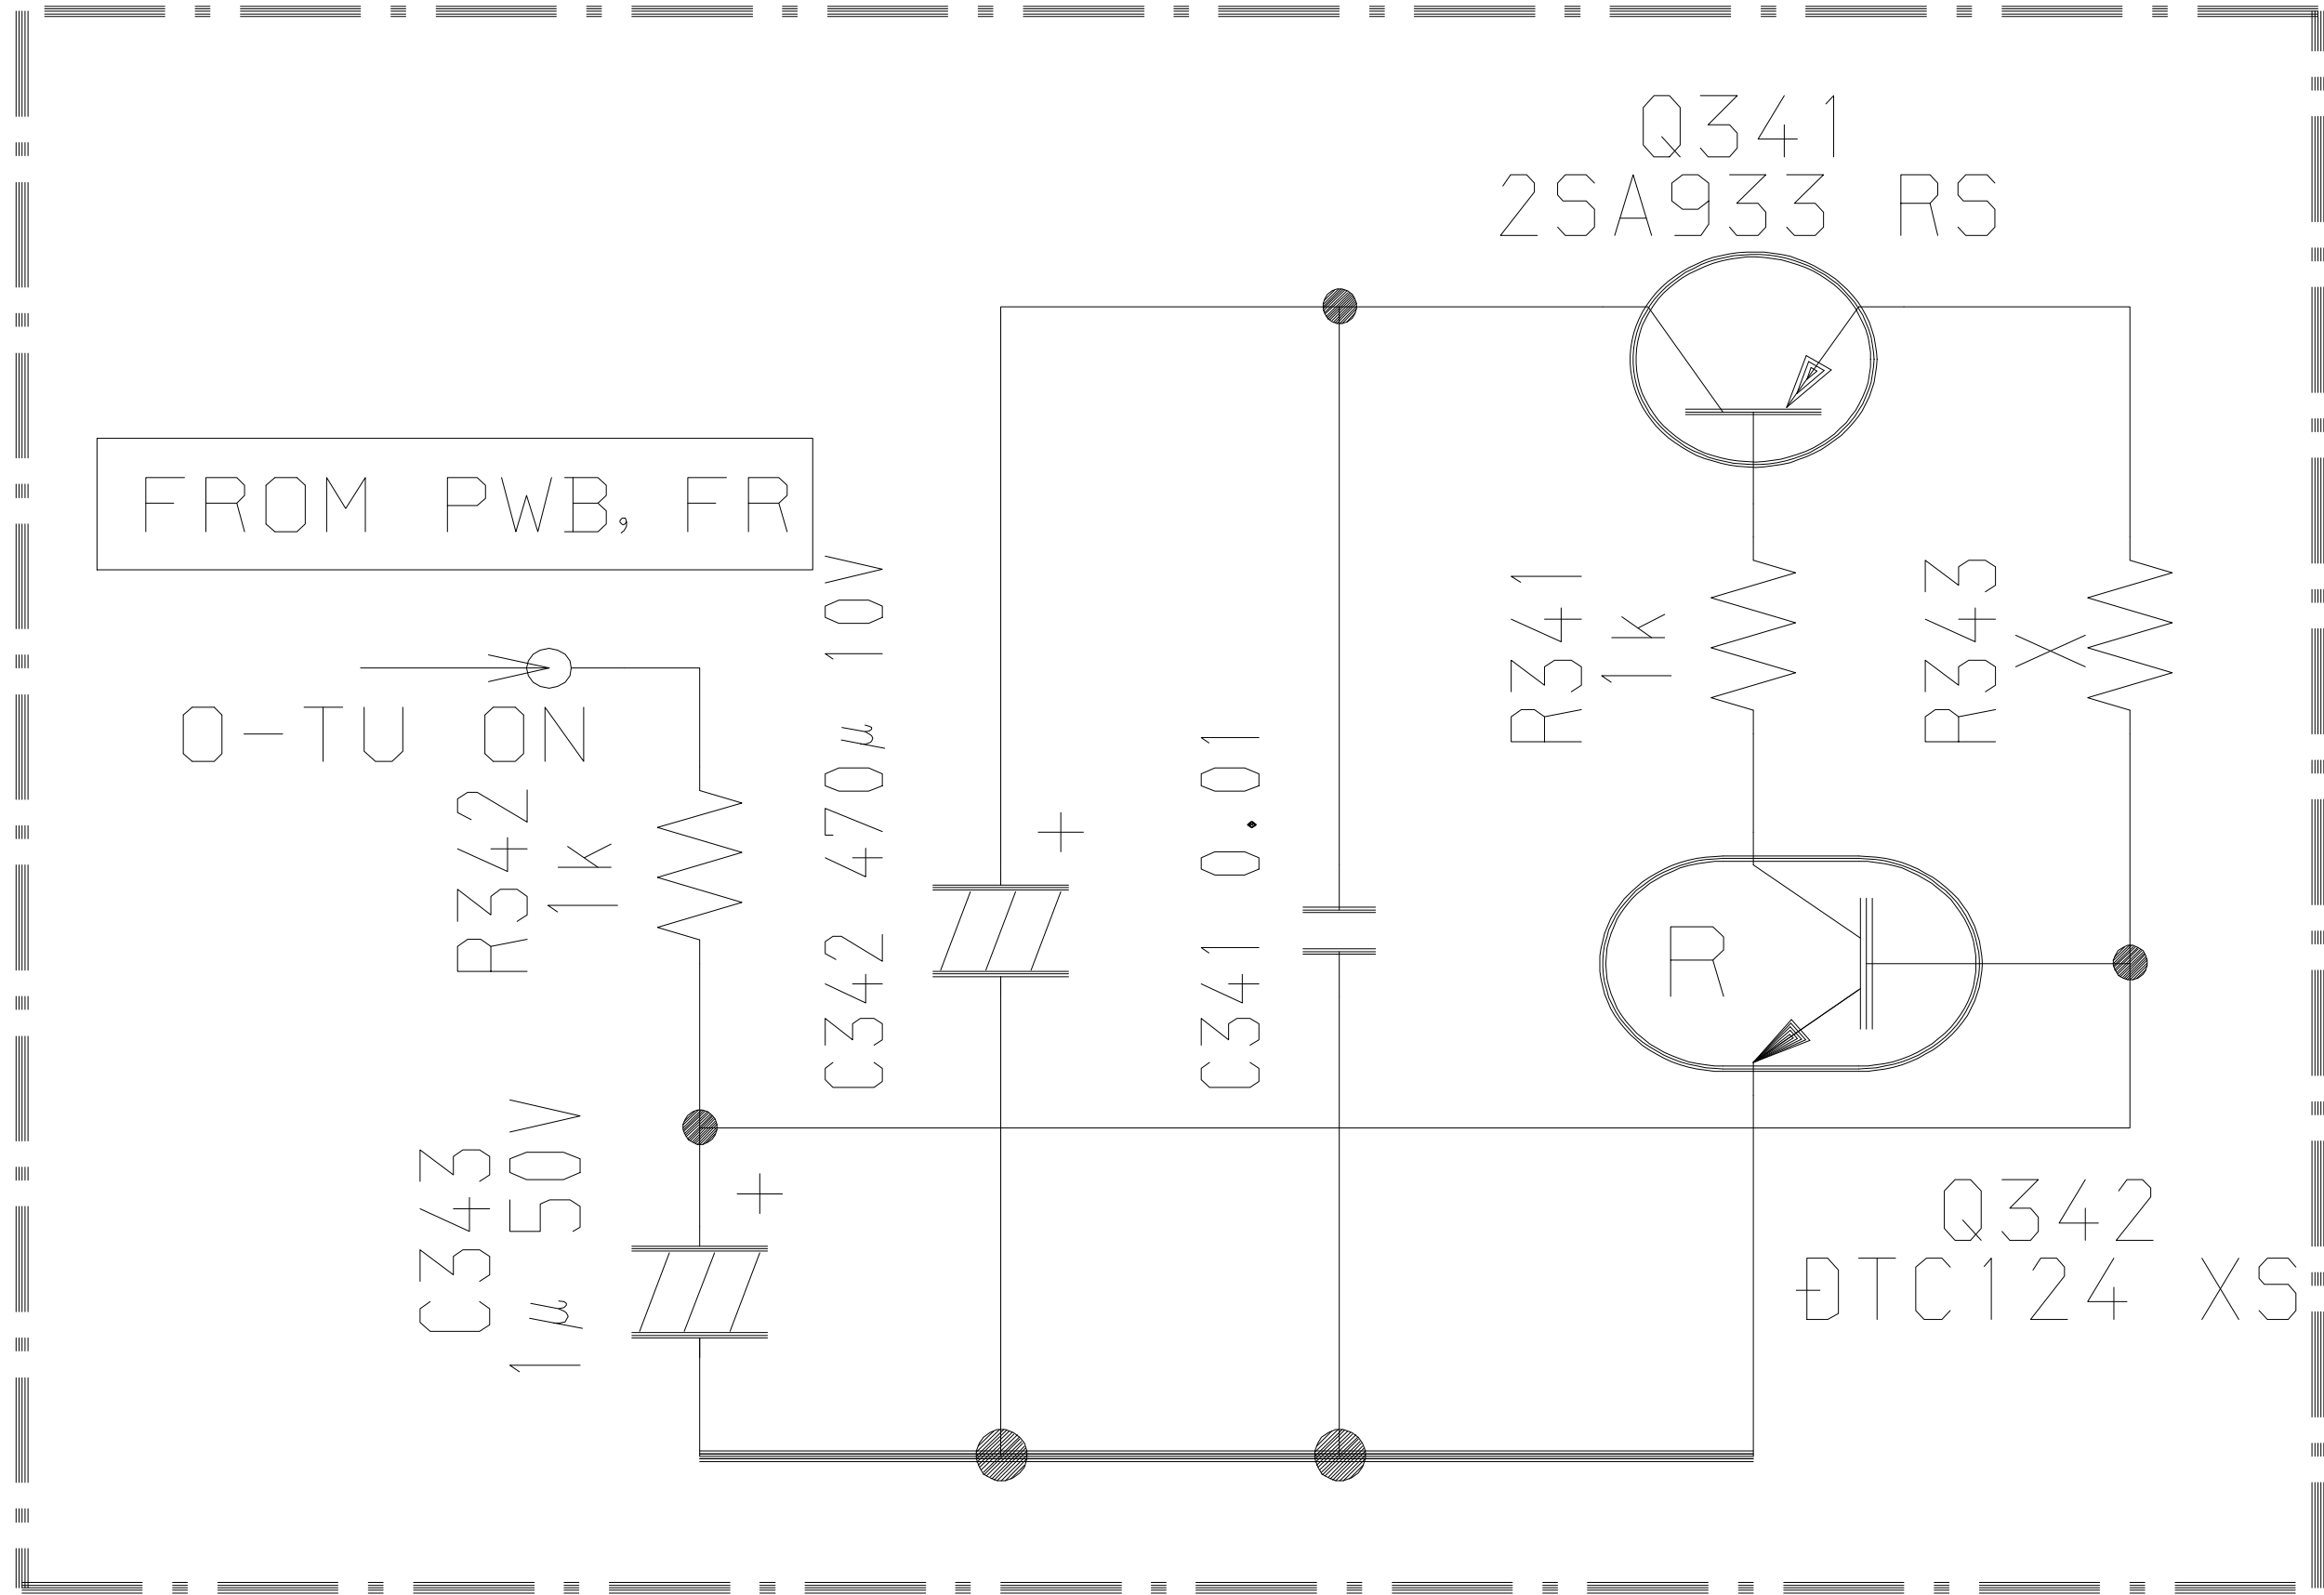 Q341
2SA933 RS
FROM PWB, FR
O-TU ON
R342
1k
C342 470μ 10V
C341 0.01
R341
1k
R343
X
R
C343
1μ 50V
+
+
Q342
ĐTC124 XS